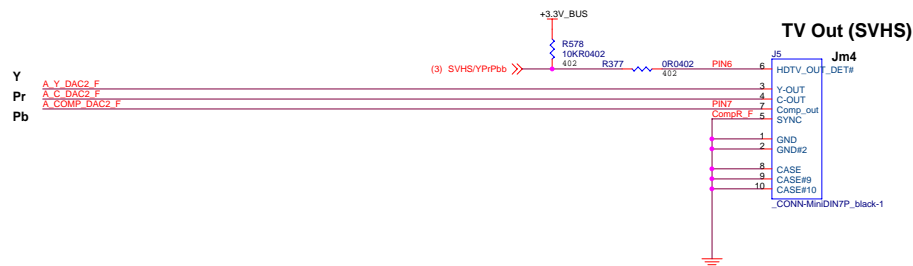 +3.3V_BUS
TV Out (SVHS)
R578
10KR0402
402
J5
Jm4
(3) SVHS/YPrPbb
R377
0R0402
402
PIN6
6
HDTV_OUT_DET#
Y
A_Y_DAC2_F
3
Y-OUT
Pr
A_C_DAC2_F
4
C-OUT
Pb
A_COMP_DAC2_F
PIN7
7
Comp_out
CompR_F
5
SYNC
1
GND
2
GND#2
8
CASE
9
CASE#9
10
CASE#10
_CONN-MiniDIN7P_black-1